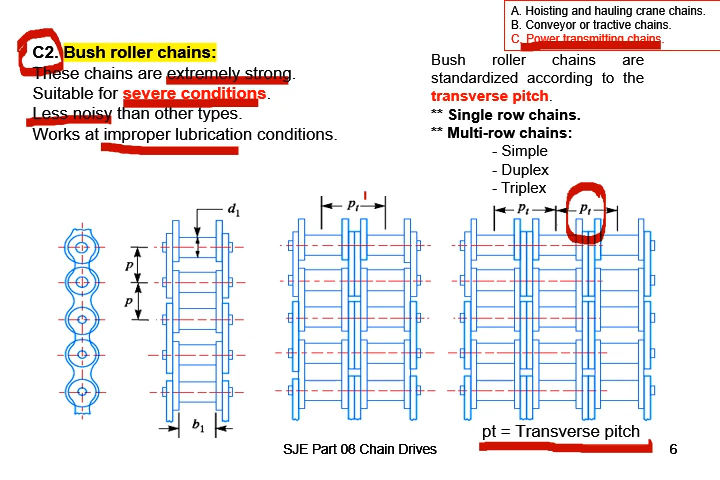 A. Hoisting and hauling crane chains.
B. Conveyor or tractive chains.
C. Power transmitting chains.
C2. Bush roller chains:
These chains are extremely strong.
Suitable for severe conditions.
Less noisy than other types.
Works at improper lubrication conditions.
Bush roller chains are
standardized according to the
transverse pitch.
** Single row chains.
** Multi-row chains:
- Simple
- Duplex
- Triplex
d1
Pt
Pt
Pt
P
P
b1
pt = Transverse pitch
SJE Part 08 Chain Drives
6